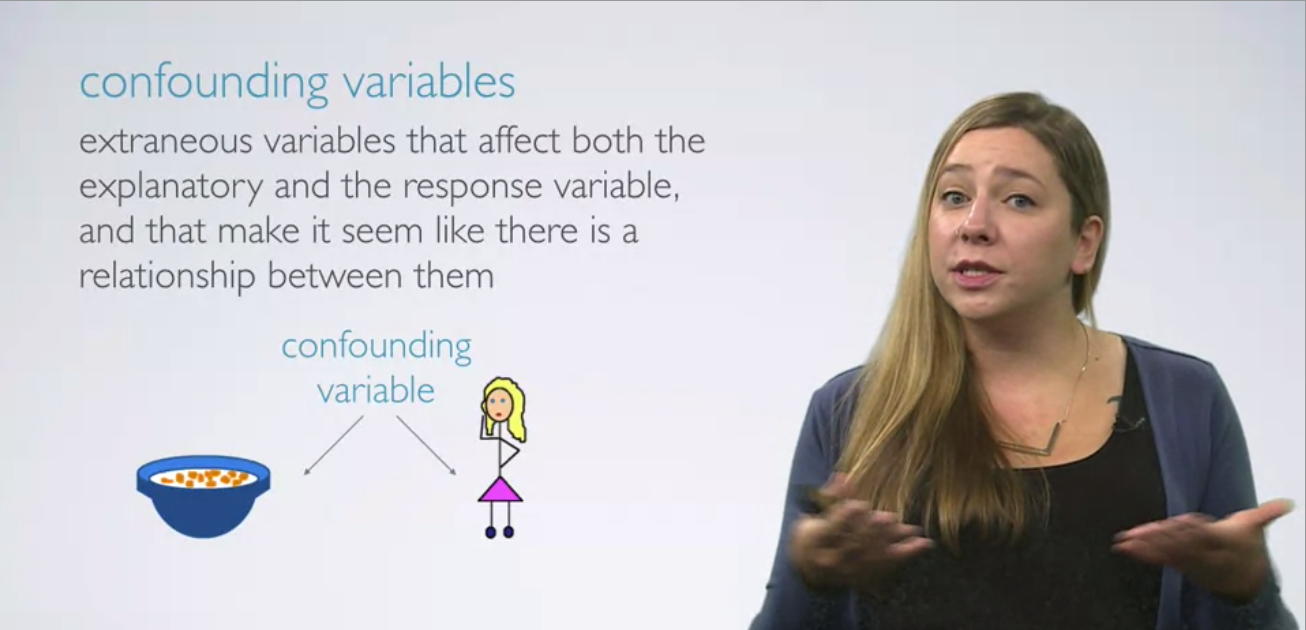 confounding variables
extraneous variables that affect both the
explanatory and the response variable,
and that make it seem like there is a
relationship between them
confounding
variable